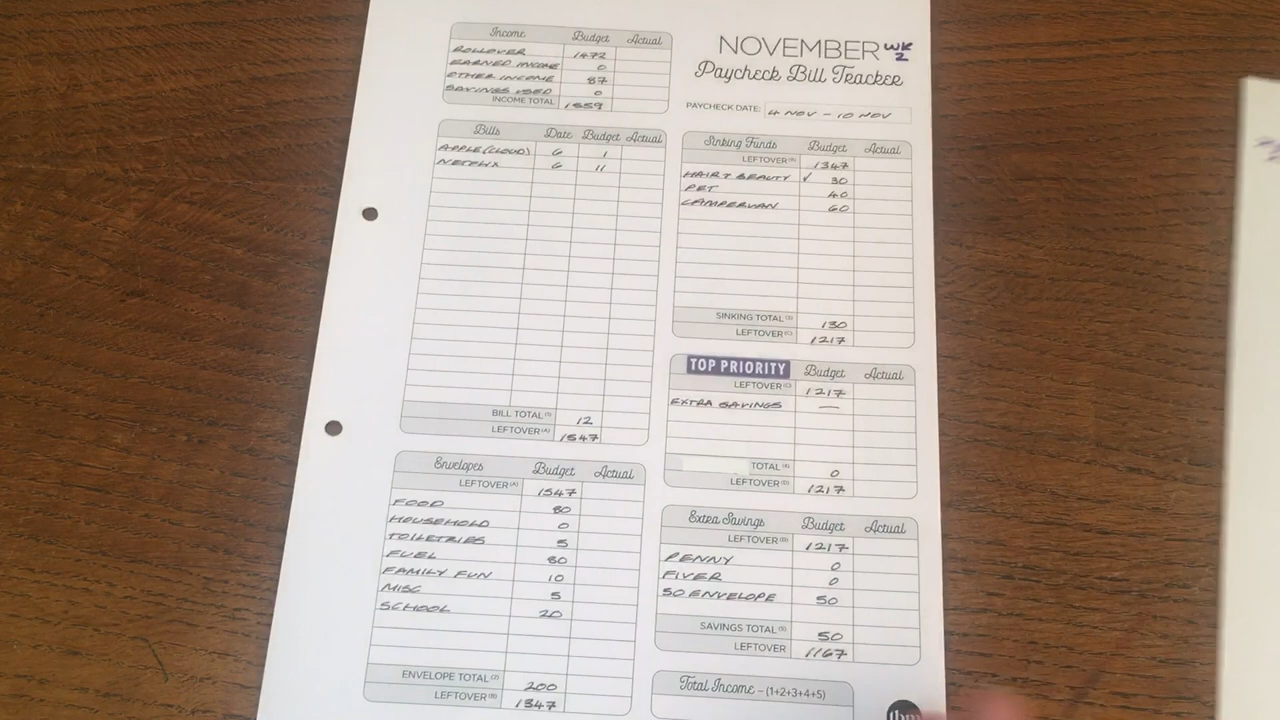 Income Budget Actual
ROLLOVER 1472
EARNED INCOME 0
OTHER INCOME 87
SAVINGS USED 0
INCOME TOTAL 1559
Bills Date Budget Actual
APPLE (CLOUD) 6 1
NETFLIX 6 11
BILL TOTAL (1) 12
LEFTOVER (A) 1547
Envelopes Budget Actual
LEFTOVER (A) 1547
FOOD 80
HOUSEHOLD 0
TOILETRIES 5
FUEL 80
FAMILY FUN 10
MISC 5
SCHOOL 20
ENVELOPE TOTAL (2) 200
LEFTOVER (B) 1347
NOVEMBER WK 2
Paycheck Bill Tracker
PAYCHECK DATE: 4 NOV - 10 NOV
Sinking Funds Budget Actual
LEFTOVER (B) 1347
HAIR & BEAUTY ✓ 30
PET 40
CAMPERVAN 60
SINKING TOTAL (3) 130
LEFTOVER (C) 1217
TOP PRIORITY Budget Actual
LEFTOVER (C) 1217
EXTRA SAVINGS —
TOTAL (4) 0
LEFTOVER (D) 1217
Extra Savings Budget Actual
LEFTOVER (D) 1217
PENNY 0
FIVER 0
50 ENVELOPE 50
SAVINGS TOTAL (5) 50
LEFTOVER 1167
Total Income - (1+2+3+4+5)